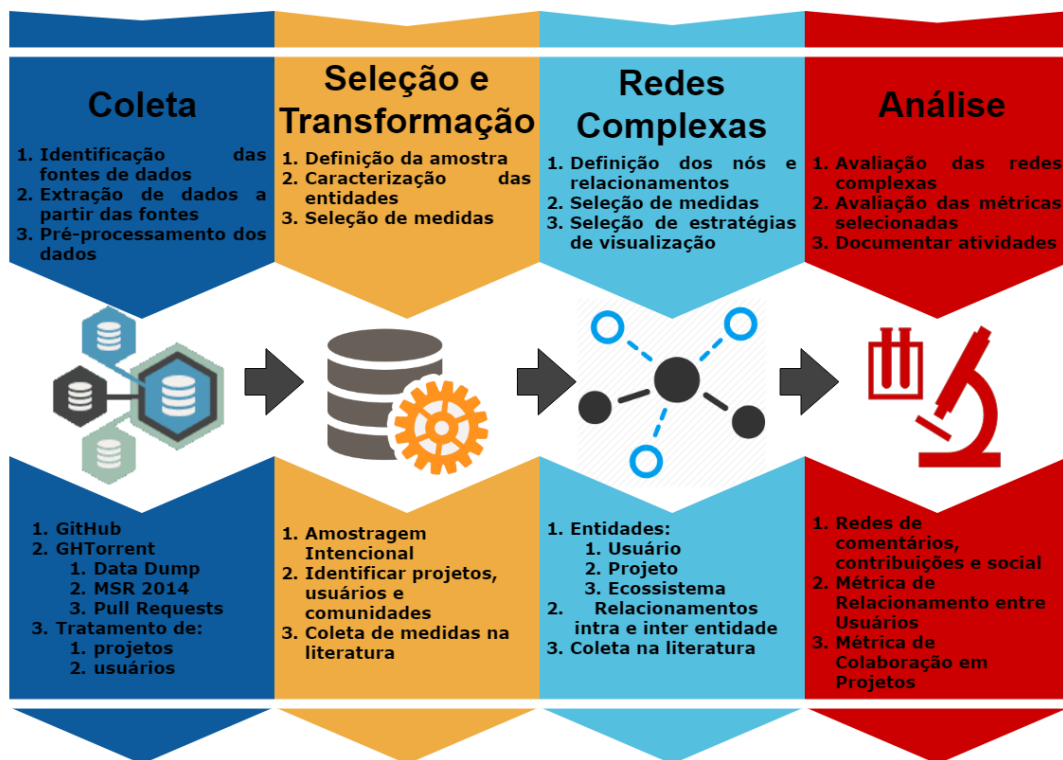 Coleta
1. Identificação das
fontes de dados
2. Extração de dados a
partir das fontes
3. Pré-processamento dos
dados
Seleção e
Transformação
1. Definição da amostra
2. Caracterização das
entidades
3. Seleção de medidas
Redes
Complexas
1. Definição dos nós e
relacionamentos
2. Seleção de medidas
3. Seleção de estratégias
de visualização
Análise
1. Avaliação das redes
complexas
2. Avaliação das métricas
selecionadas
3. Documentar atividades
1. GitHub
2. GHTorrent
1. Data Dump
2. MSR 2014
3. Pull Requests
3. Tratamento de:
1. projetos
2. usuários
1. Amostragem
Intencional
2. Identificar projetos,
usuários e
comunidades
3. Coleta de medidas na
literatura
1. Entidades:
1. Usuário
2. Projeto
3. Ecossistema
2. Relacionamentos
intra e inter entidade
3. Coleta na literatura
1. Redes de
comentários,
contribuições e social
2. Métrica de
Relacionamento entre
Usuários
3. Métrica de
Colaboração em
Projetos